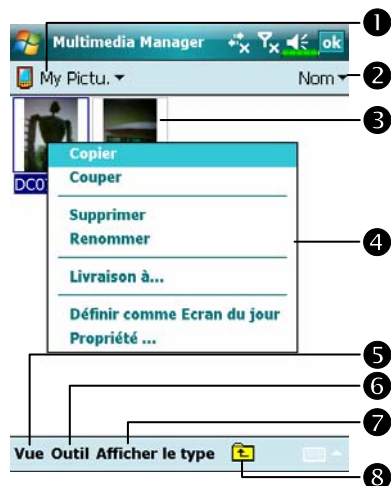 Multimedia Manager ok
My Pictu. Nom
DC07
Copier
Couper
Supprimer
Renommer
Livraison à...
Définir comme Ecran du jour
Propriété ...
Vue Outil Afficher le type
1
2
3
4
5
6
7
8